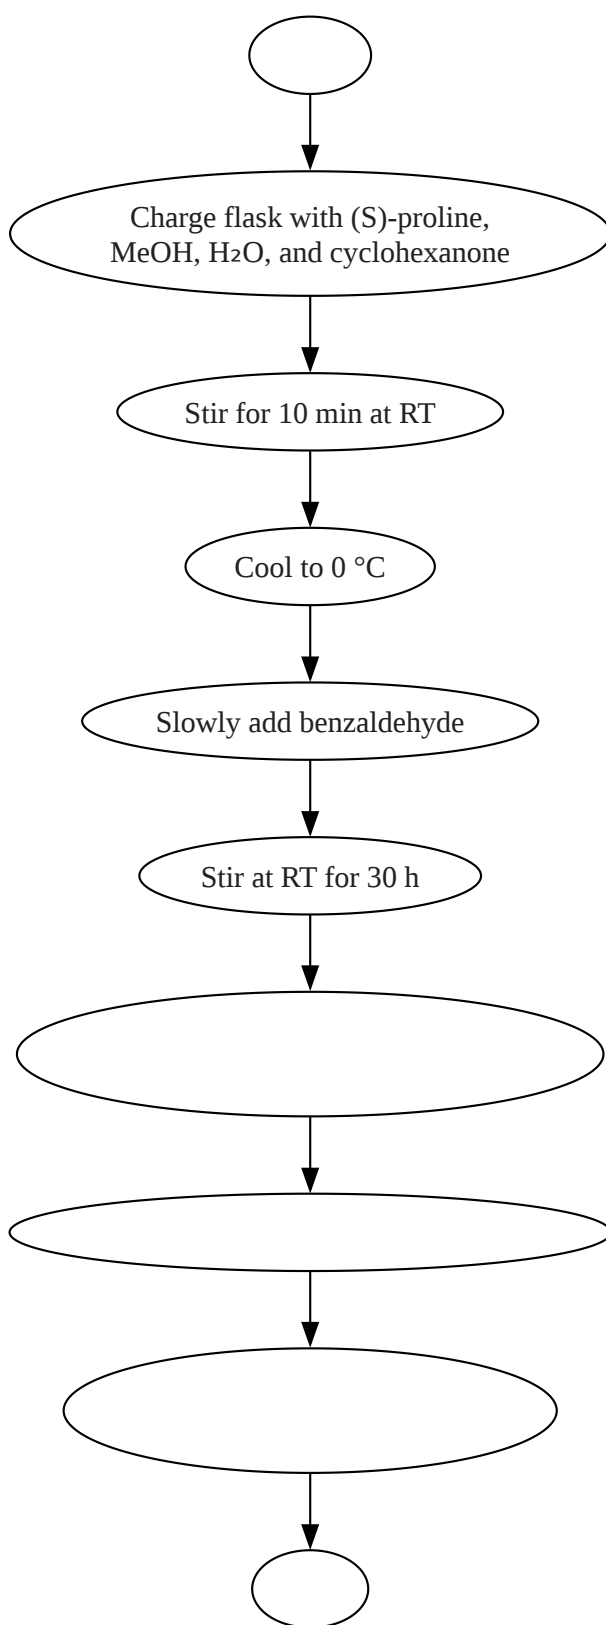 Charge flask with (S)-proline,
MeOH, H₂O, and cyclohexanone
Stir for 10 min at RT
Cool to 0 °C
Slowly add benzaldehyde
Stir at RT for 30 h